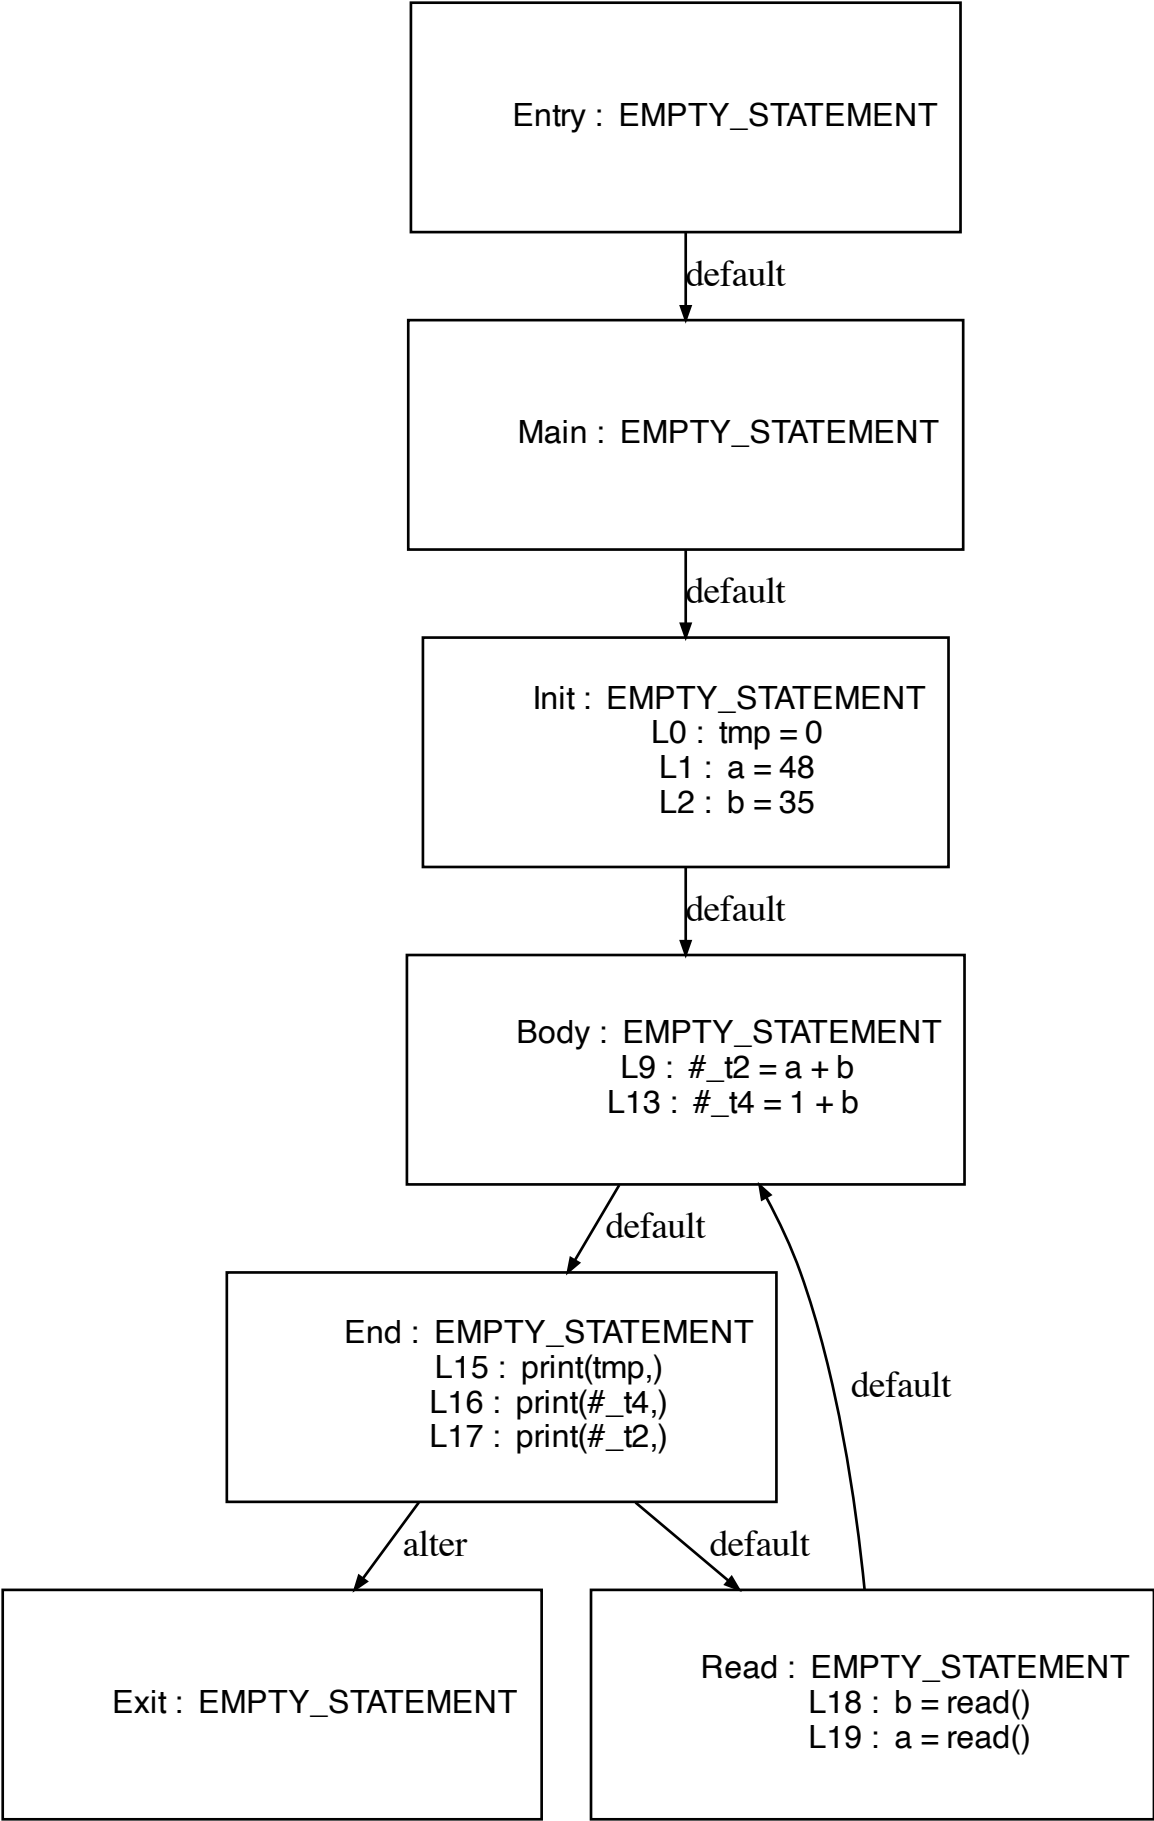 Entry :  EMPTY_STATEMENT
default
Main :  EMPTY_STATEMENT
default
Init :  EMPTY_STATEMENT
L0 :  tmp = 0
L1 :  a = 48
L2 :  b = 35
default
Body :  EMPTY_STATEMENT
L9 :  #_t2 = a + b
L13 :  #_t4 = 1 + b
default
End :  EMPTY_STATEMENT
L15 :  print(tmp,)
L16 :  print(#_t4,)
L17 :  print(#_t2,)
default
alter
default
Exit :  EMPTY_STATEMENT
Read :  EMPTY_STATEMENT
L18 :  b = read()
L19 :  a = read()